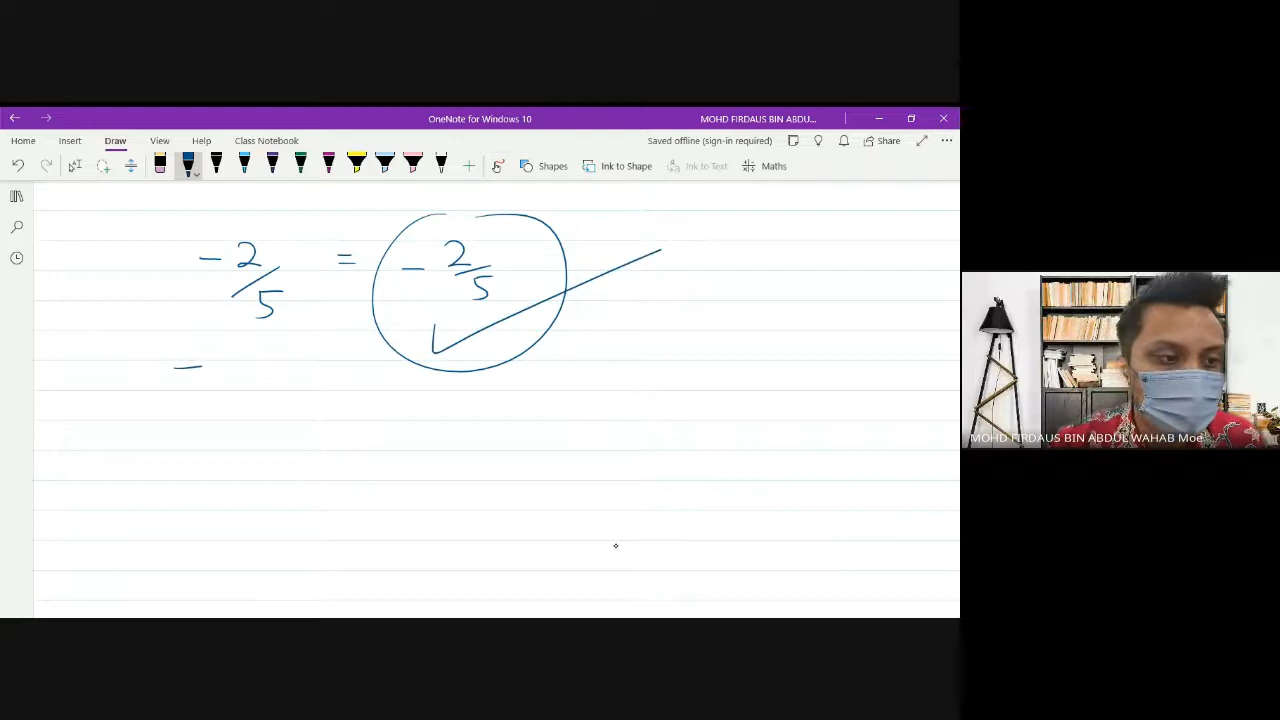 OneNote for Windows 10
MOHD FIRDAUS BIN ABDU...
Home Insert Draw View Help Class Notebook
Saved offline (sign-in required)
Share
Shapes Ink to Shape Ink to Text Maths
- 2/5 = - 2/5
-
MOHD FIRDAUS BIN ABDUL WAHAB Moe